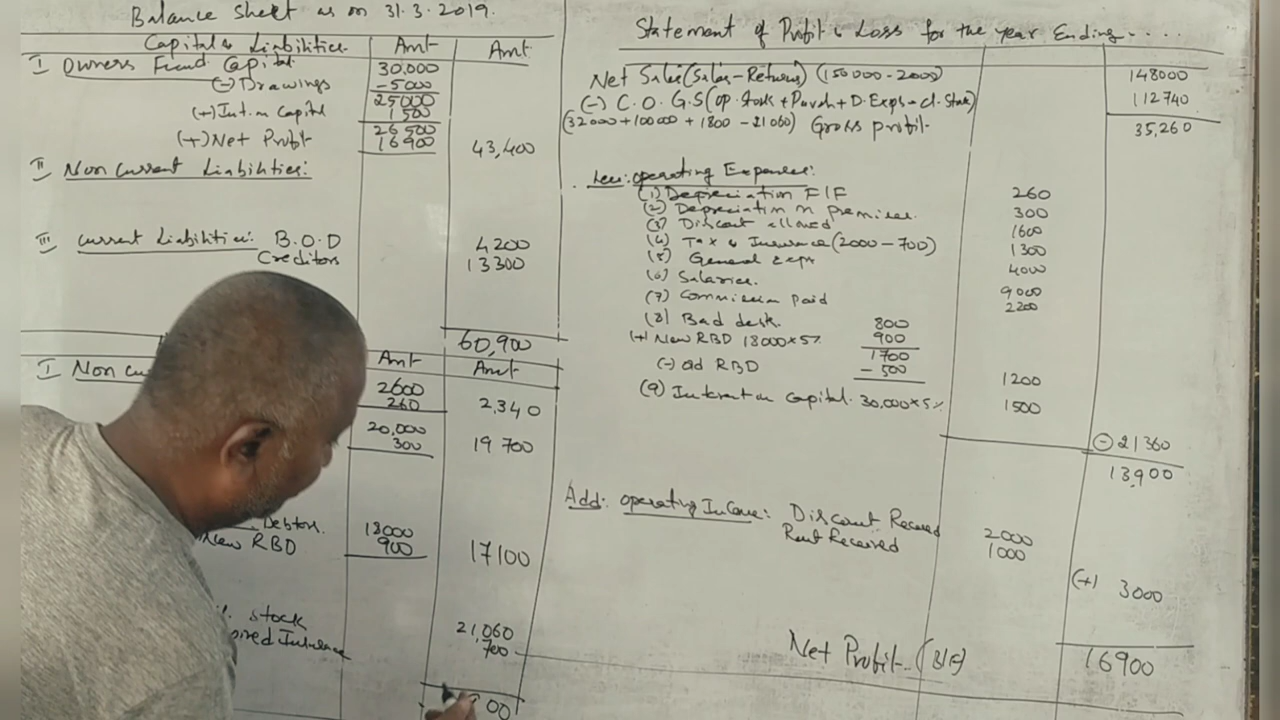 Balance Sheet as on 31.3.2019.
Capital & Liabilities Amt Amt
I Owners Fund Capital 30,000
(-) Drawings -5000
25000
(+) Int. on Capital 1500
26500
(+) Net Profit 16900 43,400
II Non Current Liabilities:
III Current Liabilities: B.O.D 4200
Creditors 13300
60,900
I Non Cu Amt Amt
2600
260 2,340
20,000
300 19700
Debtors. 18000
New RBD 900 17100
stock 21,060
700
00
Statement of Profit & Loss for the year Ending.....
Net Sales (Sales - Returns) (150000-2000) 148000
(-) C.O.G.S (Op. Stock + Purch + D. Exps - Cl. Stock) 112740
(32000+100000+1800-21060) Gross profit. 35,260
Less: operating Expenses:
(1) Depreciation F/F 260
(2) Depreciation on premises. 300
(3) Discount allowed 1600
(4) Tax & Insurance (2000-700) 1300
(5) General exps 4000
(6) Salaries. 9000
(7) Commission Paid 2200
(8) Bad 800
(+) New RBD 18000x5% 900
1700
(-) old RBD -500 1200
(9) Interest on Capital. 30,000x5% 1500
(-) 21360
13,900
Add: operating Income: Discount Received 2000
Rent Received 1000
(+) 3000
Net Profit.. (B/F) 16900